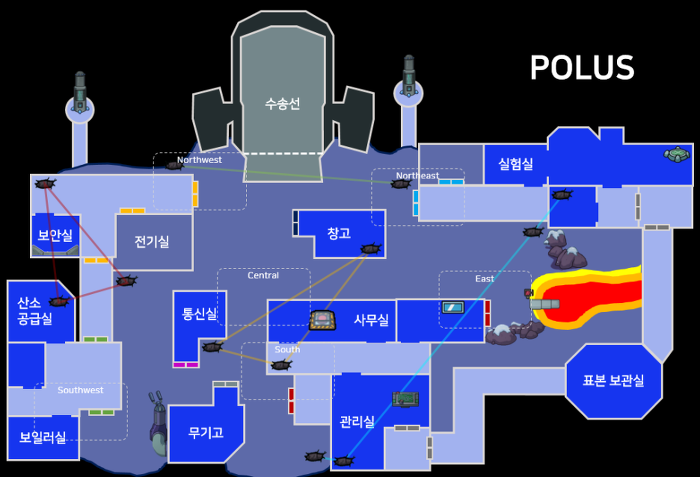 POLUS
수송선
Northwest
Northeast
실험실
보안실
전기실
창고
Central
East
산소
공급실
통신실
사무실
South
Southwest
표본 보관실
관리실
무기고
보일러실